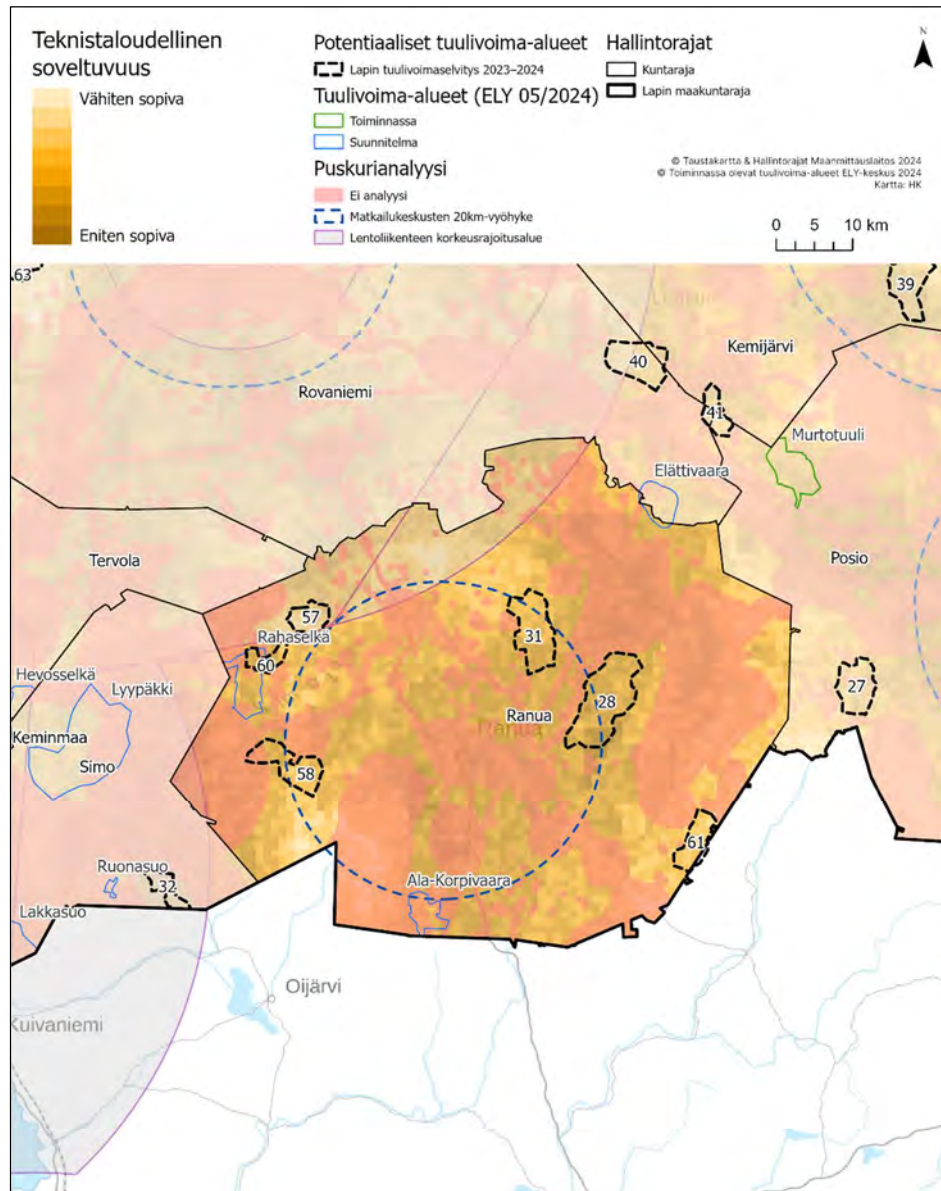 Teknistaloudellinen
soveltuvuus
Vähiten sopiva
Eniten sopiva
Potentiaaliset tuulivoima-alueet
Lapin tuulivoimaselvitys 2023–2024
Tuulivoima-alueet (ELY 05/2024)
Toiminnassa
Suunnitelma
Puskurianalyysi
Ei analyysi
Matkailukeskusten 20km-vyöhyke
Lentoliikenteen korkeusrajoitusalue
Hallintorajat
Kuntaraja
Lapin maakuntaraja
N
© Taustakartta & Hallintorajat Maanmittauslaitos 2024
© Toiminnassa olevat tuulivoima-alueet ELY-keskus 2024
Kartta: HK
0 5 10 km
63
39
Kemijärvi
40
Rovaniemi
41
Murtotuuli
Elättivaara
Tervola
Posio
57
31
Rahaselkä
60
Hevosselkä
Lyypäkki
27
28
Ranua
Ranua
Keminmaa
Simo
58
61
Ruonasuo
32
Ala-Korpivaara
Lakkasuo
Oijärvi
Kuivaniemi